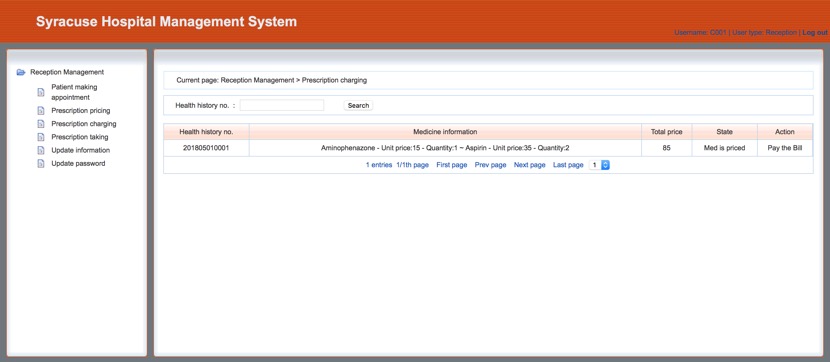 Syracuse Hospital Management System
Username: C001 | User type: Reception | Log out
Reception Management
Patient making
appointment
Prescription pricing
Prescription charging
Prescription taking
Update information
Update password
Current page: Reception Management > Prescription charging
Health history no. : Search
Health history no. Medicine information Total price State Action
201805010001 Aminophenazone - Unit price:15 - Quantity:1 ~ Aspirin - Unit price:35 - Quantity:2 85 Med is priced Pay the Bill
1 entries 1/1th page First page Prev page Next page Last page 1